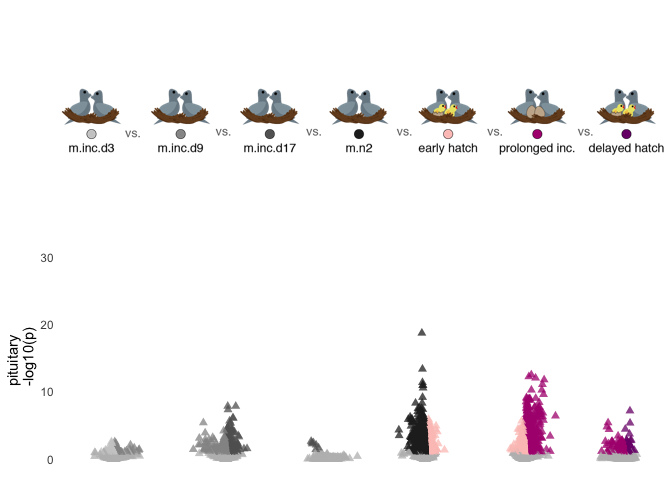 vs. vs. vs. vs. vs. vs.
m.inc.d3 m.inc.d9 m.inc.d17 m.n2 early hatch prolonged inc. delayed hatch
30
20
10
0
pituitary
-log10(p)